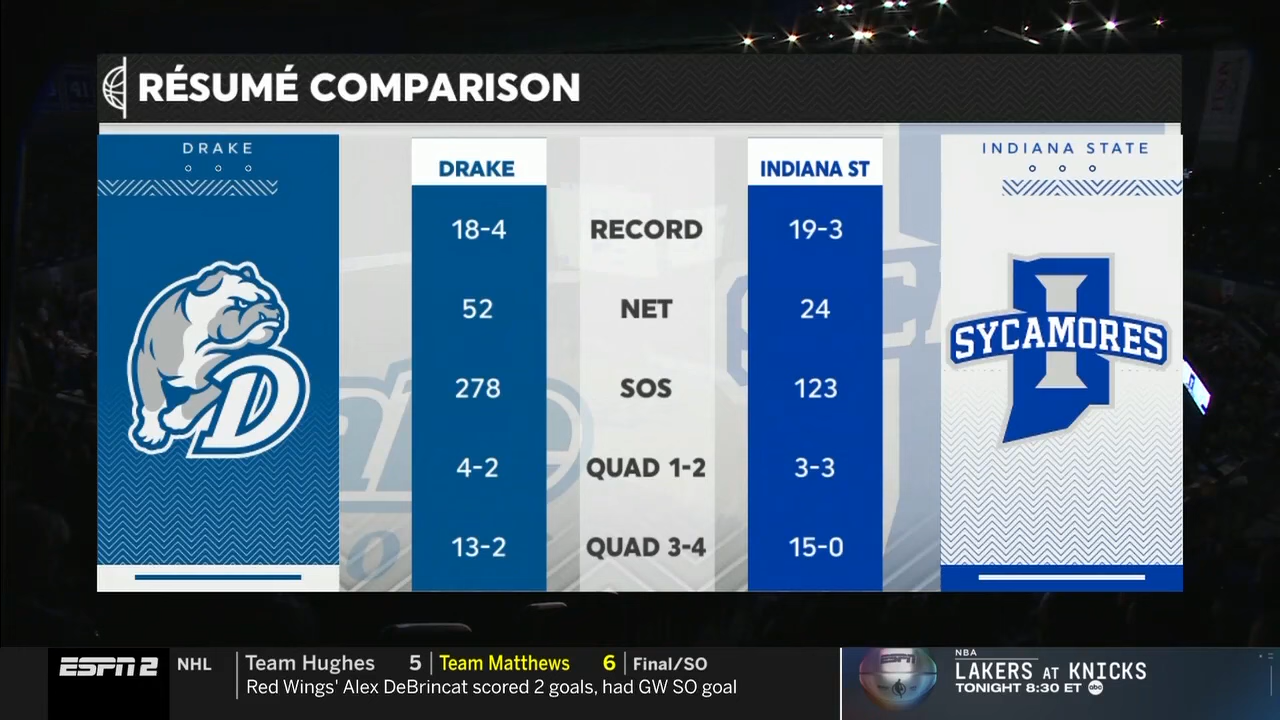 RÉSUMÉ COMPARISON
DRAKE
INDIANA STATE
DRAKE
INDIANA ST
18-4 RECORD 19-3
52 NET 24
278 SOS 123
4-2 QUAD 1-2 3-3
13-2 QUAD 3-4 15-0
D
I
SYCAMORES
ESPN2 NHL Team Hughes 5 Team Matthews 6 Final/SO
Red Wings' Alex DeBrincat scored 2 goals, had GW SO goal
ESPN
NBA
LAKERS AT KNICKS
TONIGHT 8:30 ET abc